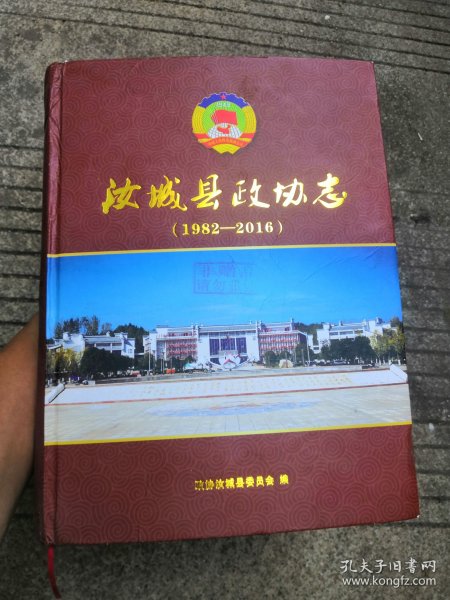 汝城县政协志
(1982—2016)
政协汝城县委员会 编
孔夫子旧书网
www.kongfz.com